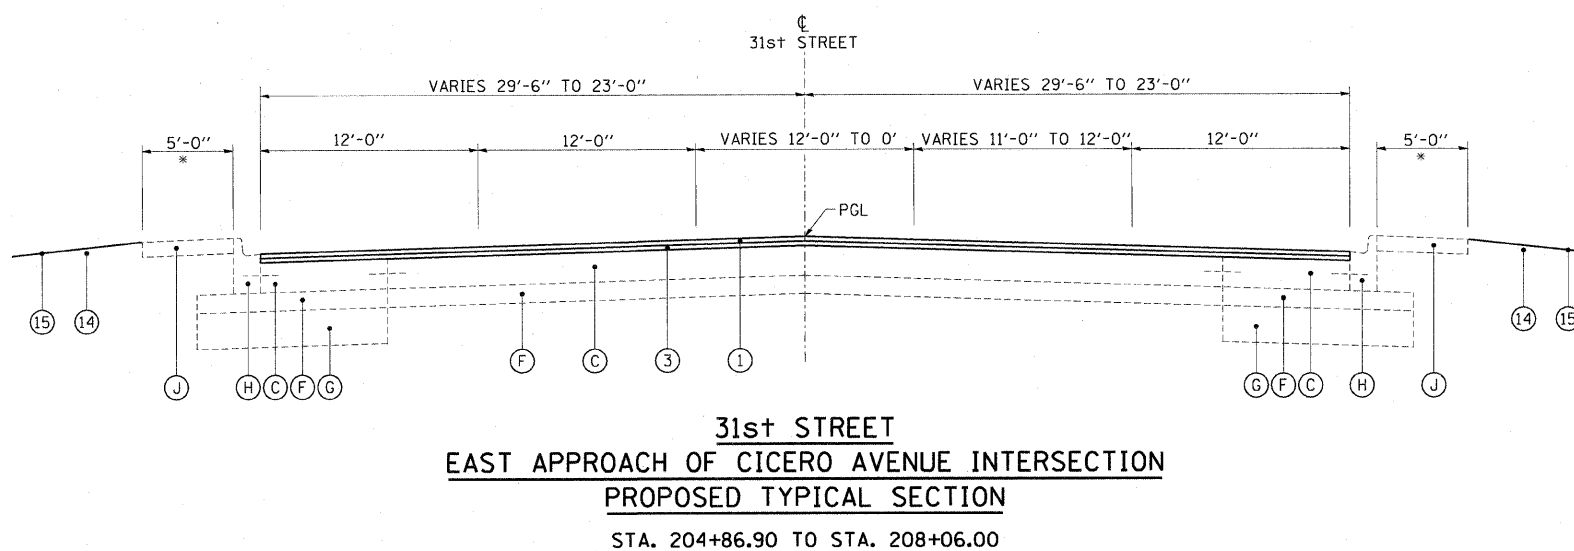 ℄
31st STREET
VARIES 29'-6" TO 23'-0"
VARIES 29'-6" TO 23'-0"
5'-0"
*
12'-0"
12'-0"
VARIES 12'-0" TO 0'
VARIES 11'-0" TO 12'-0"
12'-0"
5'-0"
*
PGL
15
14
J
H
C
F
G
F
C
3
1
G
F
C
H
J
14
15
31st STREET
EAST APPROACH OF CICERO AVENUE INTERSECTION
PROPOSED TYPICAL SECTION
STA. 204+86.90 TO STA. 208+06.00